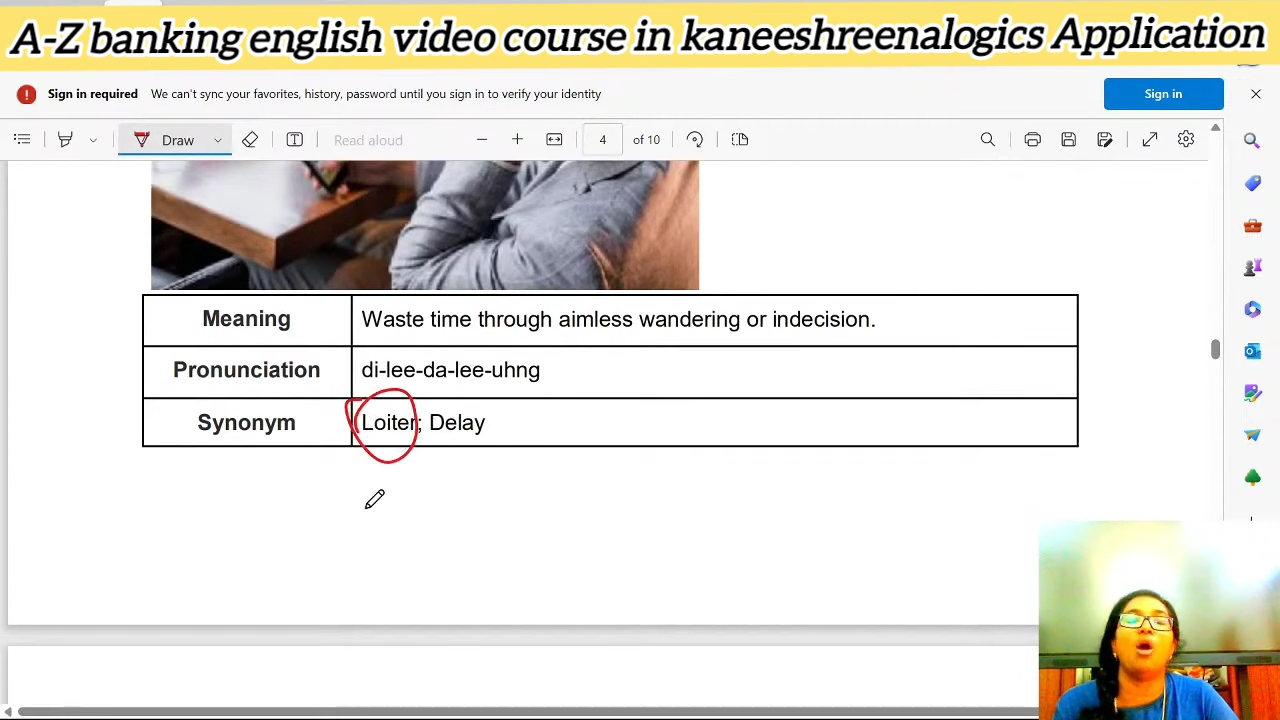 A-Z banking english video course in kaneeshreenalogics Application
Sign in required We can't sync your favorites, history, password until you sign in to verify your identity Sign in
Draw Read aloud 4 of 10
Meaning Waste time through aimless wandering or indecision.
Pronunciation di-lee-da-lee-uhng
Synonym Loiter; Delay